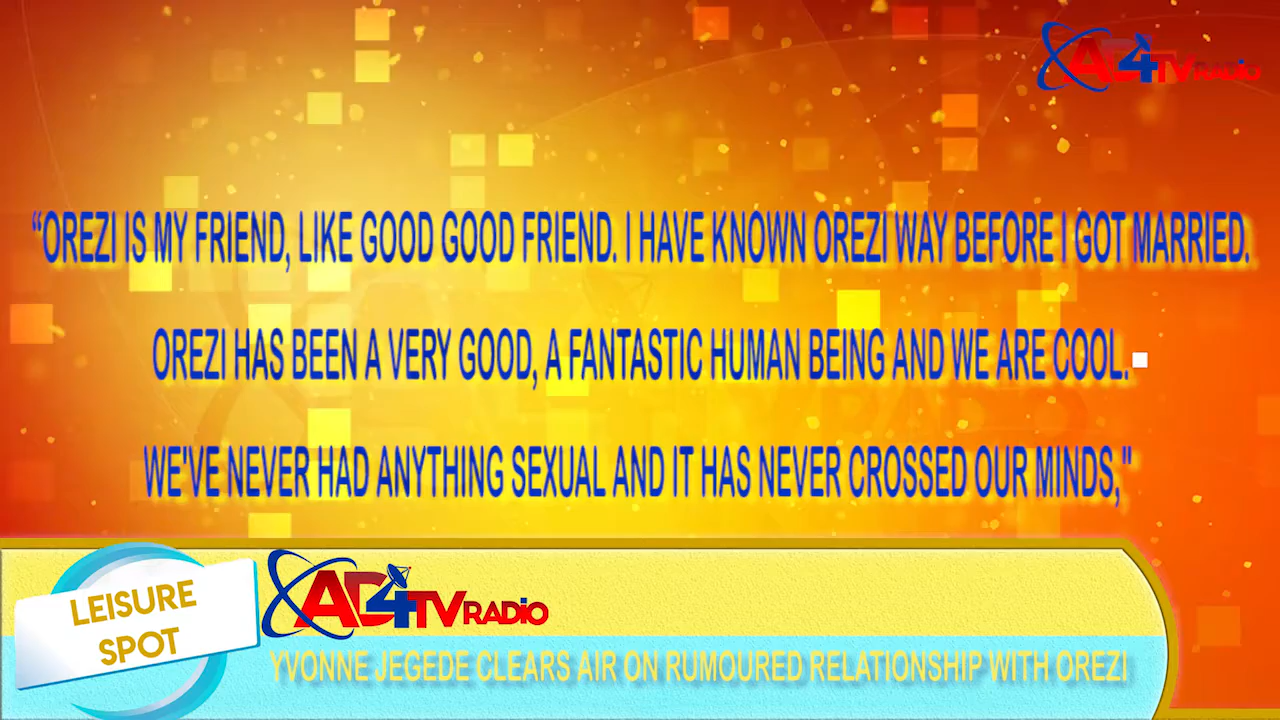 AD4TV RADIO
“OREZI IS MY FRIEND, LIKE GOOD GOOD FRIEND. I HAVE KNOWN OREZI WAY BEFORE I GOT MARRIED.
OREZI HAS BEEN A VERY GOOD, A FANTASTIC HUMAN BEING AND WE ARE COOL.
WE'VE NEVER HAD ANYTHING SEXUAL AND IT HAS NEVER CROSSED OUR MINDS,"
LEISURE
SPOT
AD4TV RADIO
YVONNE JEGEDE CLEARS AIR ON RUMOURED RELATIONSHIP WITH OREZI